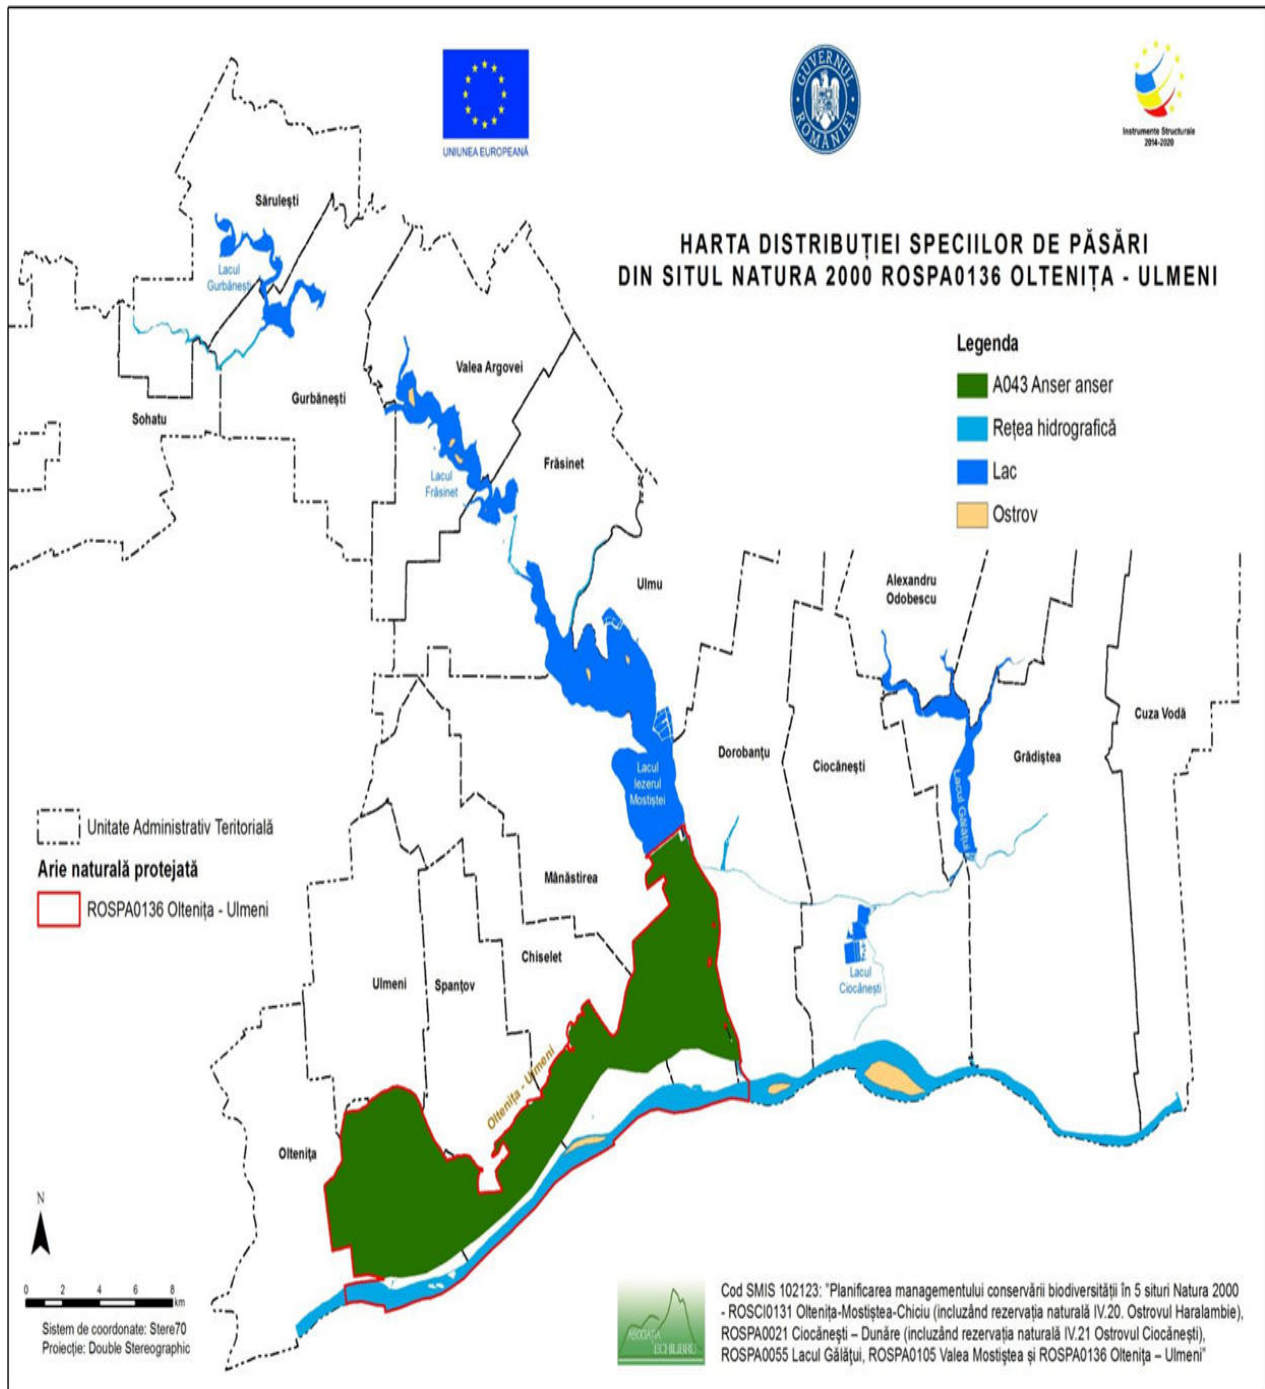 UNIUNEA EUROPEANĂ
GUVERNUL ROMÂNIEI
Instrumente Structurale
2014-2020
HARTA DISTRIBUȚIEI SPECIILOR DE PĂSĂRI
DIN SITUL NATURA 2000 ROSPA0136 OLTENIȚA - ULMENI
Legenda
A043 Anser anser
Rețea hidrografică
Lac
Ostrov
Sărulești
Lacul
Gurbănești
Sohatu
Gurbănești
Valea Argovei
Lacul
Frăsinet
Frăsinet
Ulmu
Alexandru
Odobescu
Cuza Vodă
Dorobanțu
Ciocănești
Grădiștea
Lacul
Iezerul
Mostiștei
Lacul Gălățui
Unitate Administrativ Teritorială
Arie naturală protejată
ROSPA0136 Oltenița - Ulmeni
Mânăstirea
Chiselet
Ulmeni
Spanțov
Lacul
Ciocănești
Oltenița - Ulmeni
Oltenița
N
0 2 4 6 8
km
Sistem de coordonate: Stere70
Proiecție: Double Stereographic
ASOCIAȚIA
ECHILIBRU
Cod SMIS 102123: "Planificarea managementului conservării biodiversității în 5 situri Natura 2000
- ROSCI0131 Oltenița-Mostiștea-Chiciu (incluzând rezervația naturală IV.20. Ostrovul Haralambie),
ROSPA0021 Ciocănești – Dunăre (incluzând rezervația naturală IV.21 Ostrovul Ciocănești),
ROSPA0055 Lacul Gălățui, ROSPA0105 Valea Mostiștea și ROSPA0136 Oltenița – Ulmeni"